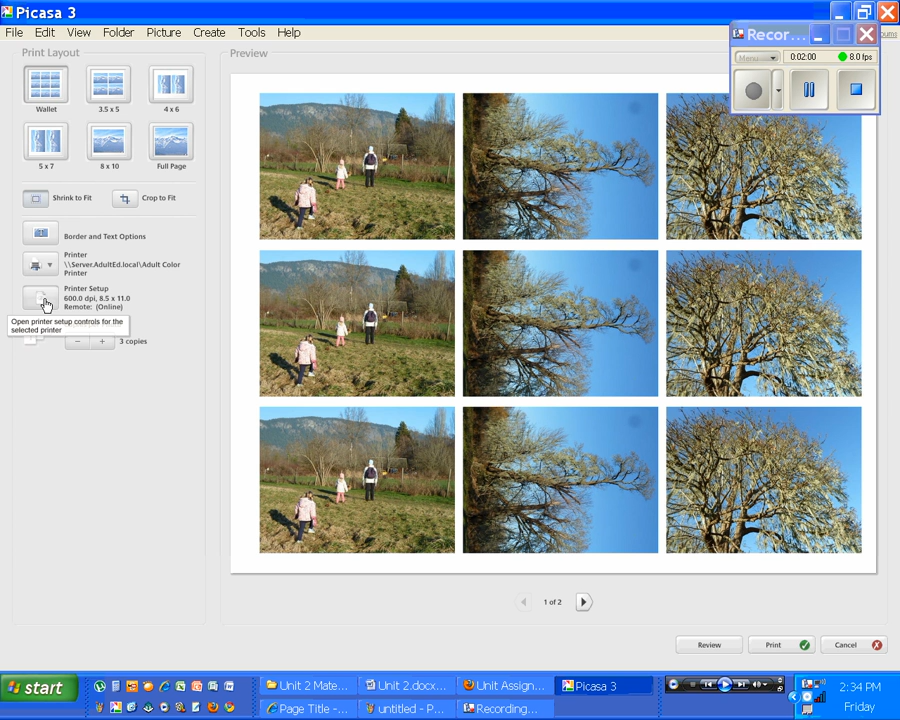 Picasa 3
File Edit View Folder Picture Create Tools Help
Recor...
Menu
0:02:00
8.0 fps
Print Layout
Preview
Wallet
3.5 x 5
4 x 6
5 x 7
8 x 10
Full Page
Shrink to Fit
Crop to Fit
Border and Text Options
Printer
\\Server.AdultEd.local\Adult Color
Printer
Printer Setup
600.0 dpi, 8.5 x 11.0
Remote: (Online)
Open printer setup controls for the
selected printer
3 copies
1 of 2
Review
Print
Cancel
start
Unit 2 Mate...
Unit 2.docx...
Unit Assign...
Picasa 3
Page Title -...
untitled - P...
Recording...
2:34 PM
Friday